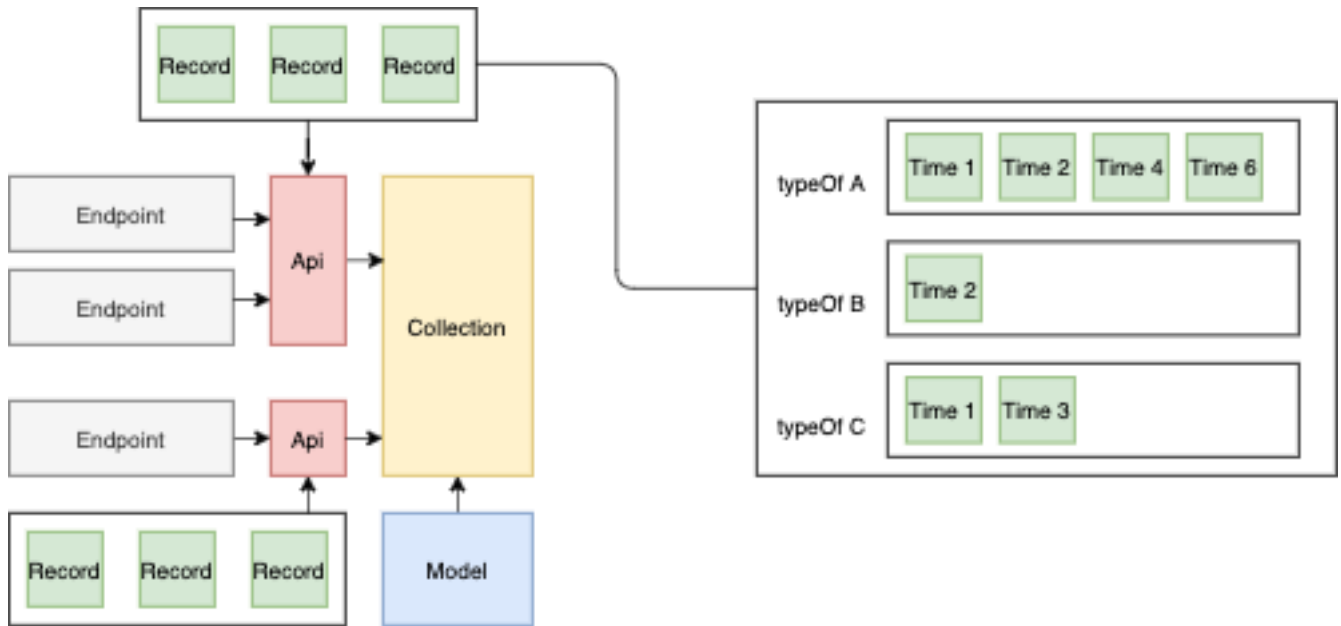 Record Record Record
Endpoint
Endpoint
Api
Collection
Endpoint
Api
Record Record Record
Model
typeOf A
Time 1 Time 2 Time 4 Time 6
typeOf B
Time 2
typeOf C
Time 1 Time 3